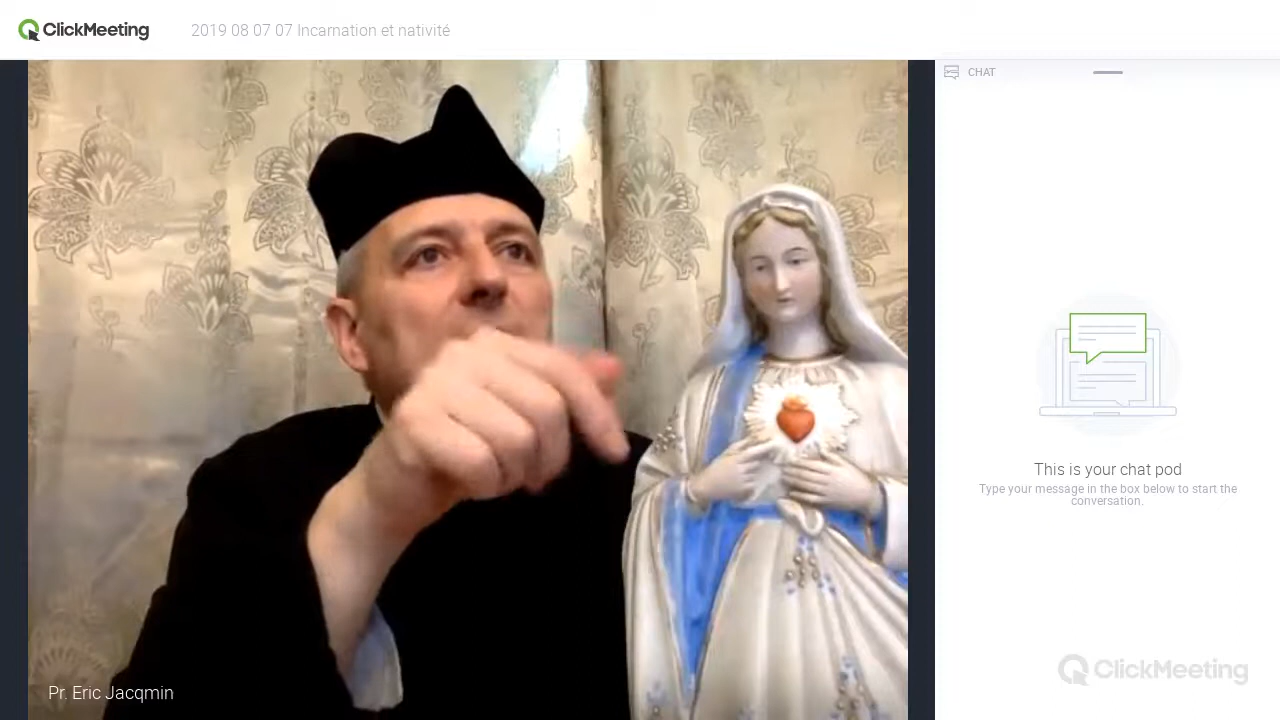 ClickMeeting
2019 08 07 07 Incarnation et nativité
CHAT
This is your chat pod
Type your message in the box below to start the
conversation.
Pr. Eric Jacqmin
ClickMeeting